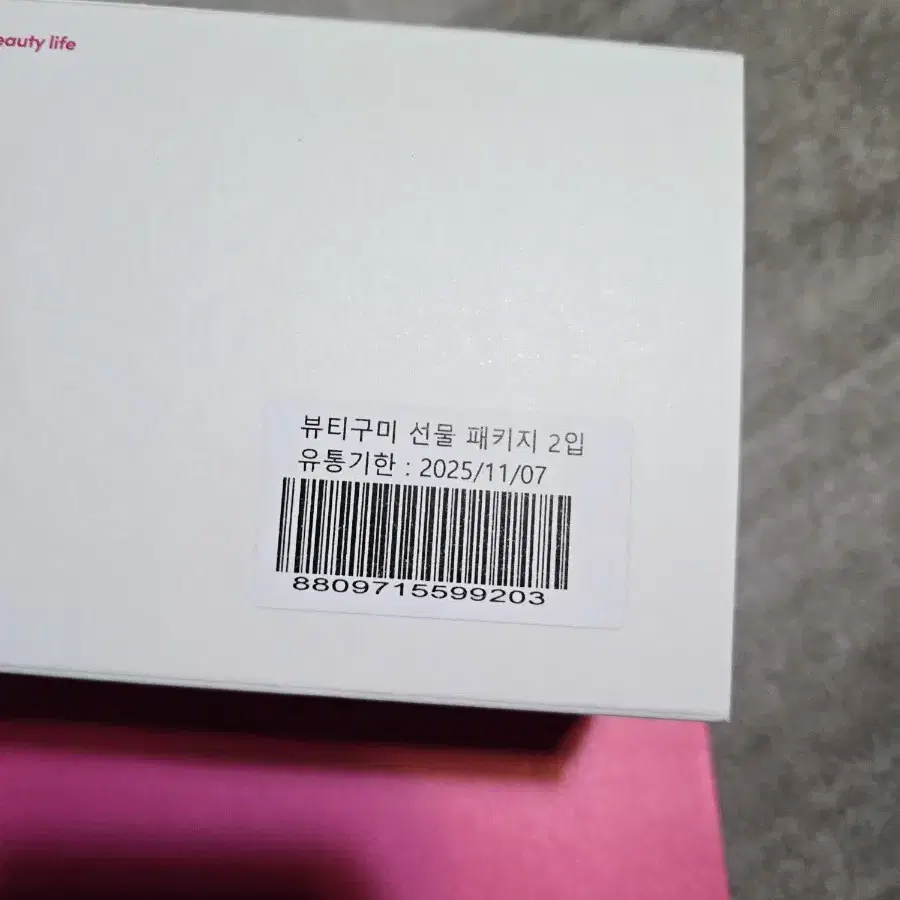 eauty life
뷰티구미 선물 패키지 2입
유통기한 : 2025/11/07
8809715599203